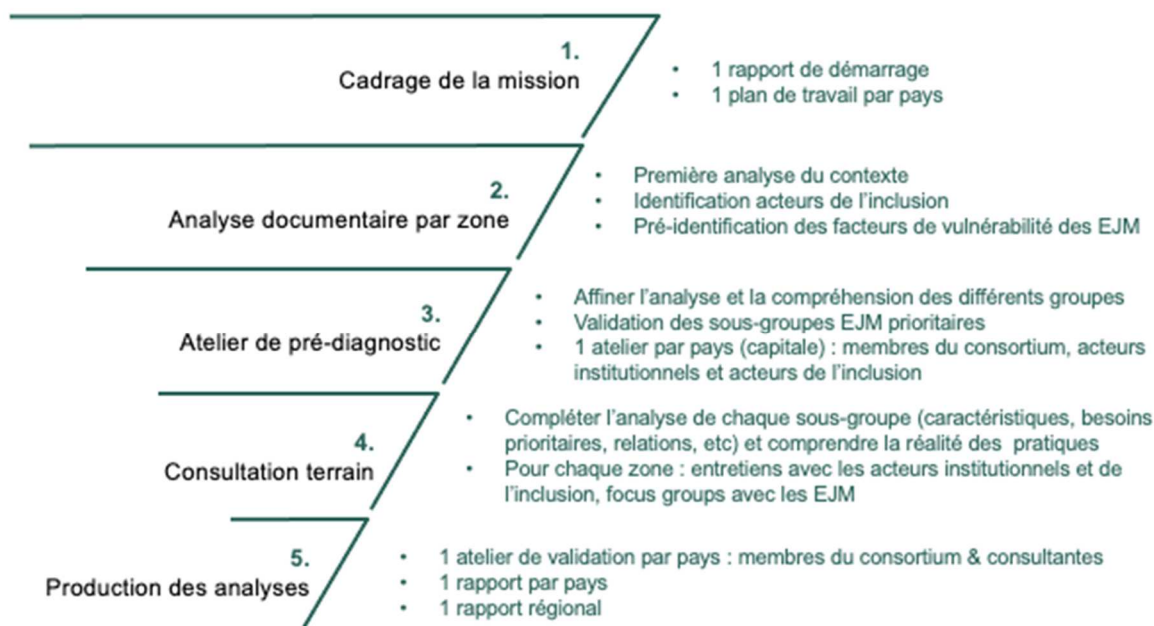 1.
Cadrage de la mission
• 1 rapport de démarrage
• 1 plan de travail par pays
2.
Analyse documentaire par zone
• Première analyse du contexte
• Identification acteurs de l'inclusion
• Pré-identification des facteurs de vulnérabilité des EJM
3.
Atelier de pré-diagnostic
• Affiner l'analyse et la compréhension des différents groupes
• Validation des sous-groupes EJM prioritaires
• 1 atelier par pays (capitale) : membres du consortium, acteurs
institutionnels et acteurs de l'inclusion
4.
Consultation terrain
• Compléter l'analyse de chaque sous-groupe (caractéristiques, besoins
prioritaires, relations, etc) et comprendre la réalité des pratiques
• Pour chaque zone : entretiens avec les acteurs institutionnels et de
l'inclusion, focus groups avec les EJM
5.
Production des analyses
• 1 atelier de validation par pays : membres du consortium & consultantes
• 1 rapport par pays
• 1 rapport régional